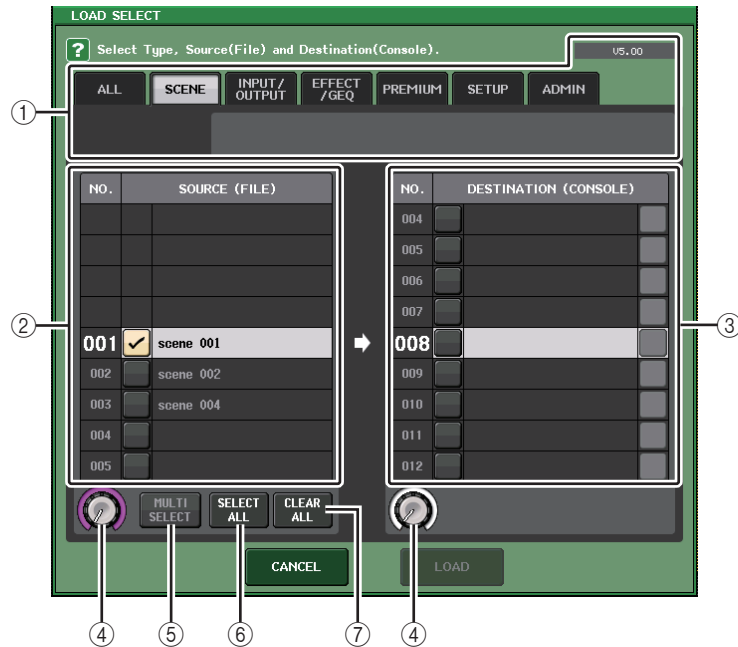 LOAD SELECT
? Select Type, Source(File) and Destination(Console).
V5.00
ALL SCENE INPUT/ OUTPUT EFFECT /GEQ PREMIUM SETUP ADMIN
①
NO. SOURCE (FILE)
NO. DESTINATION (CONSOLE)
004
005
006
007
②
001 scene 001
008
③
002 scene 002
009
003 scene 004
010
004
011
005
012
MULTI SELECT
SELECT ALL
CLEAR ALL
CANCEL
LOAD
④ ⑤ ⑥ ⑦ ④